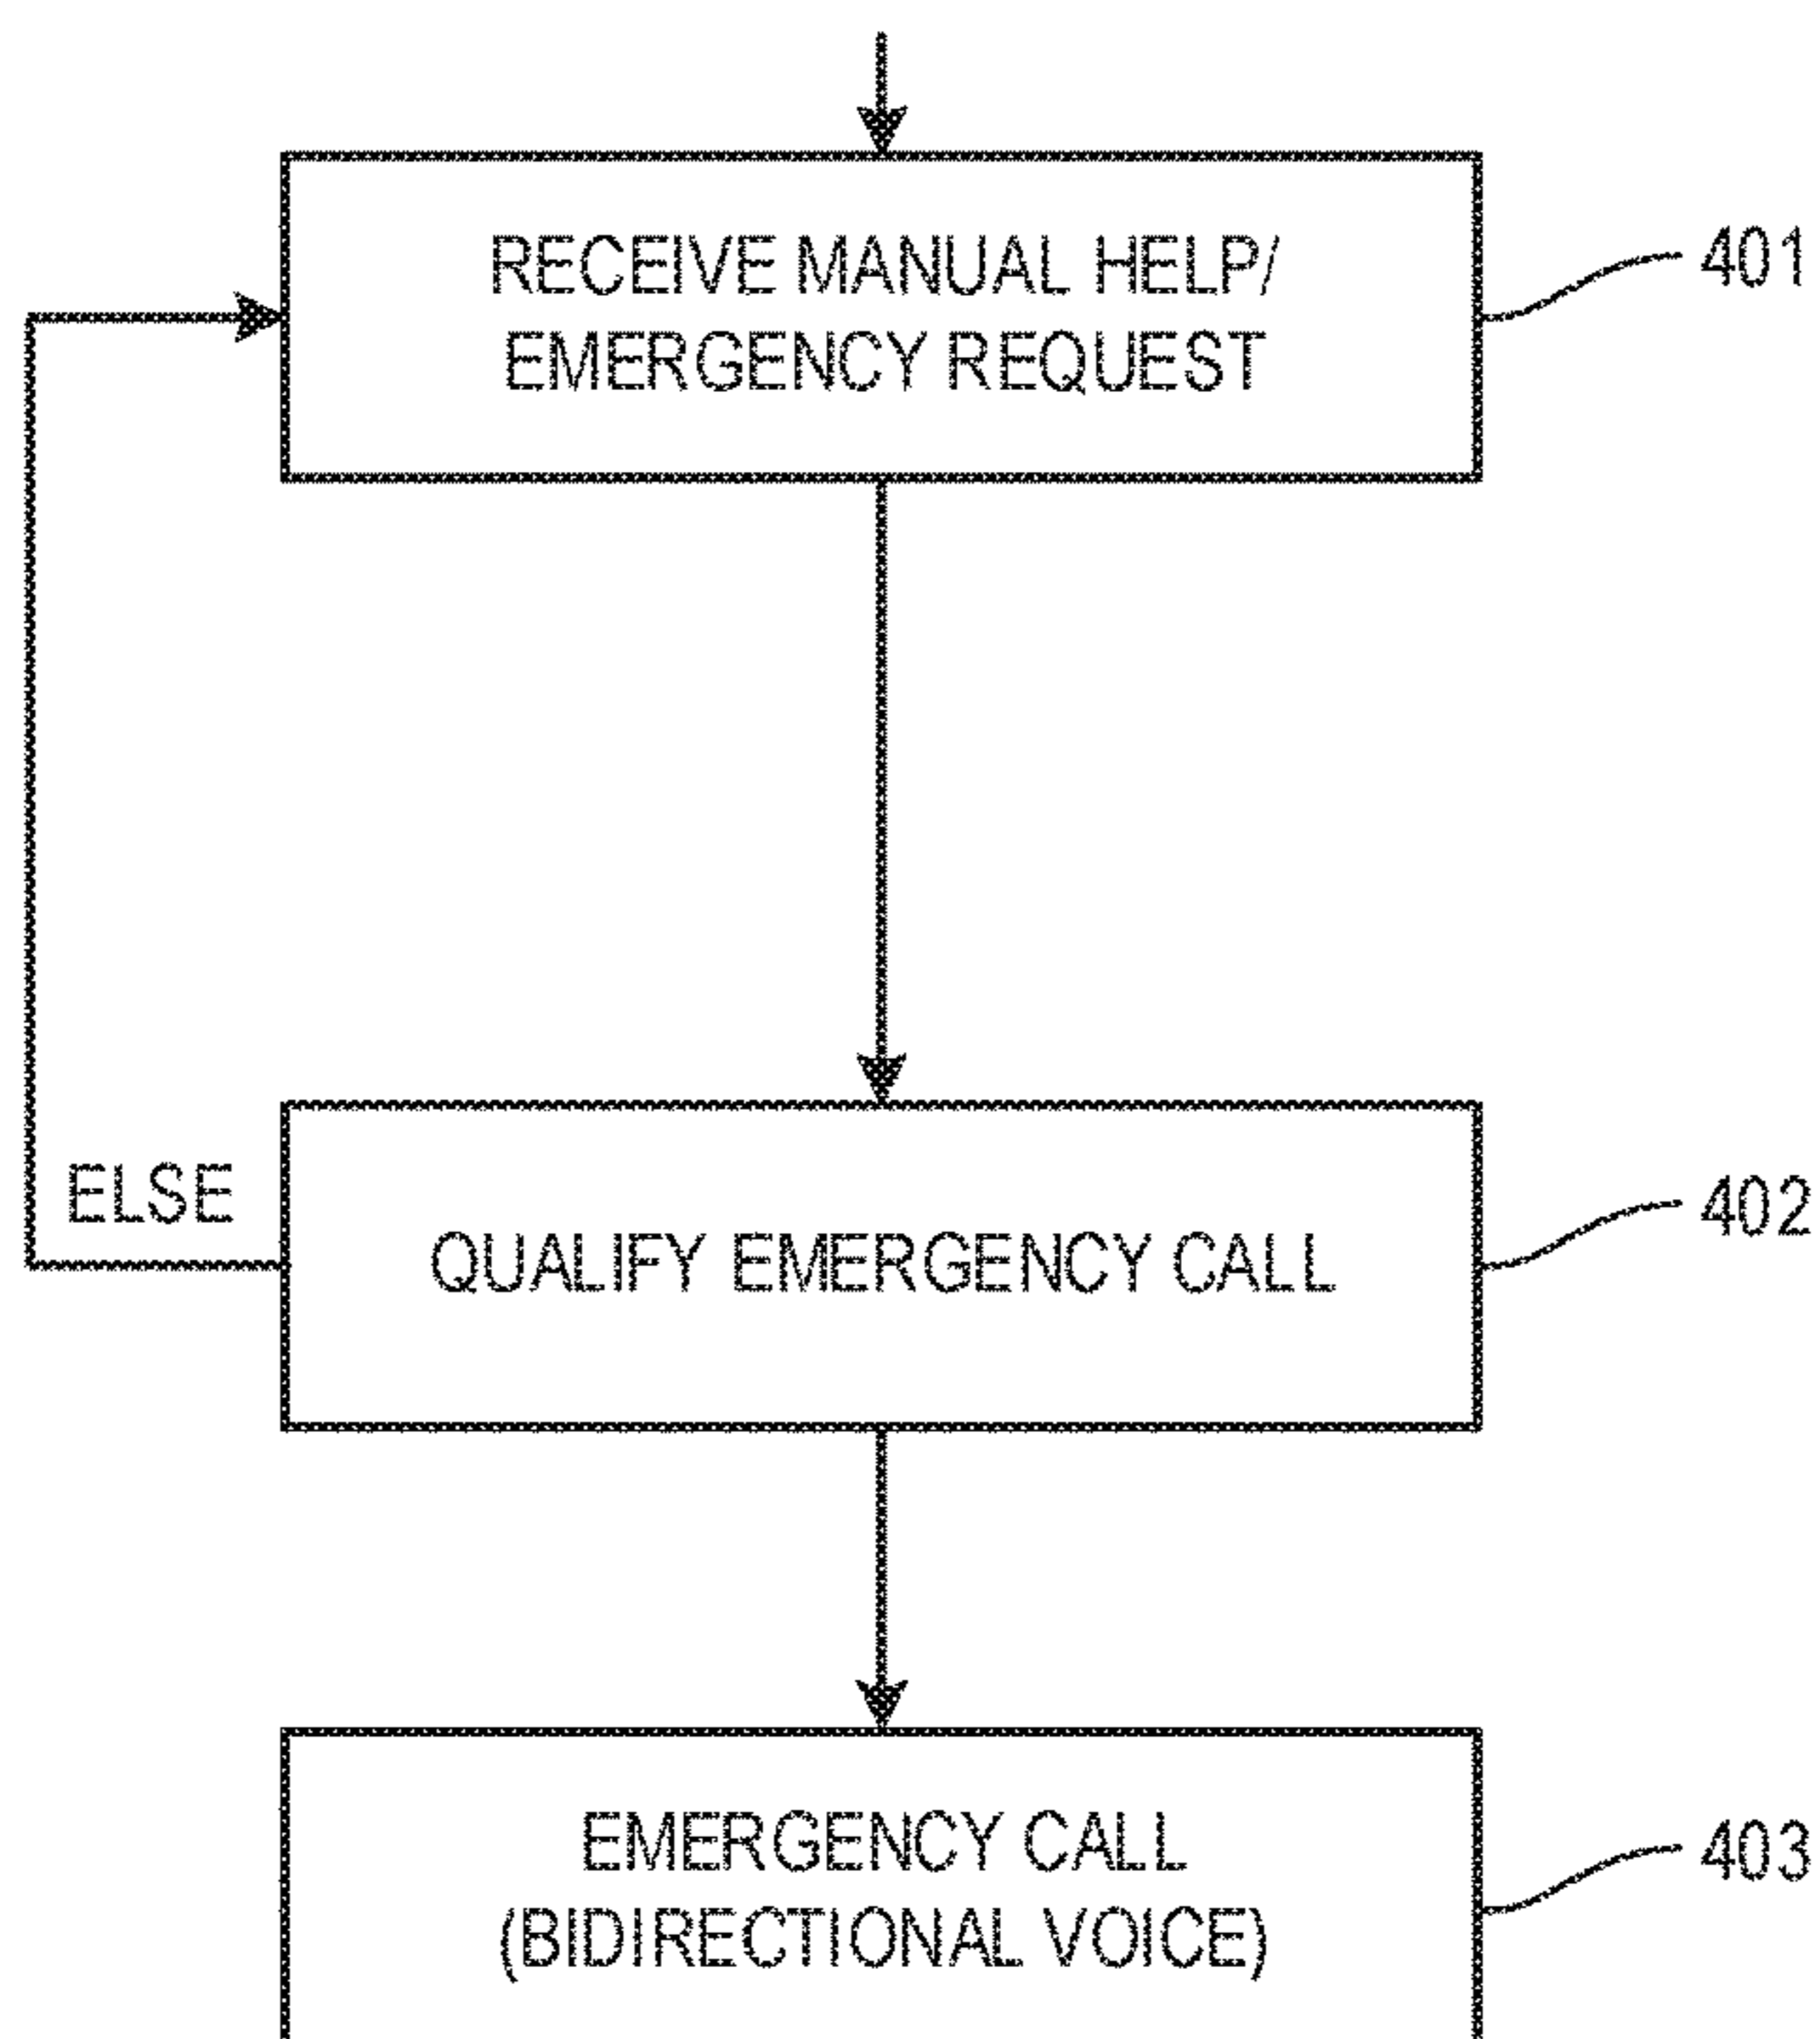 RECEIVE MANUAL HELP/
EMERGENCY REQUEST
401
ELSE
QUALIFY EMERGENCY CALL
402
EMERGENCY CALL
(BIDIRECTIONAL VOICE)
403